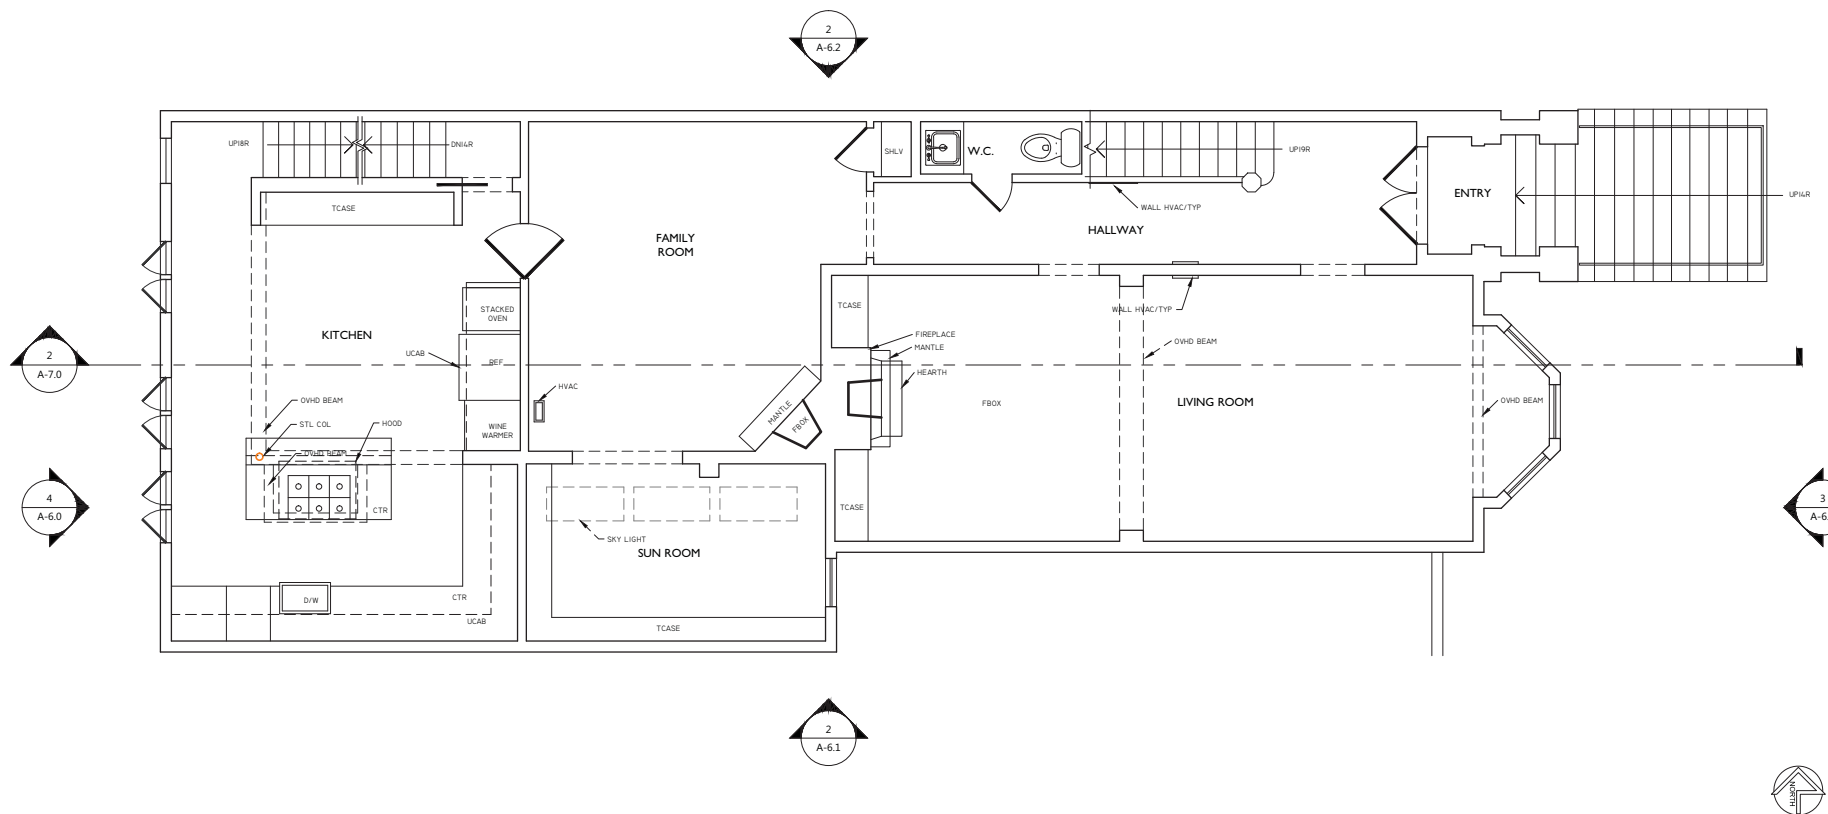 2
A-6.2
UP18R
DN14R
SHLV
W.C.
UP19R
TCASE
WALL HVAC/TYP
ENTRY
UP14R
HALLWAY
FAMILY
ROOM
STACKED
OVEN
TCASE
WALL HVAC/TYP
KITCHEN
FIREPLACE
MANTLE
OVHD BEAM
2
A-7.0
UCAB
REF
HEARTH
HVAC
OVHD BEAM
FBOX
LIVING ROOM
OVHD BEAM
MANTLE
FBOX
STL COL
HOOD
WINE
WARMER
OVHD BEAM
4
A-6.0
CTR
TCASE
3
A-6.
SKY LIGHT
SUN ROOM
D/W
CTR
UCAB
TCASE
2
A-6.1
NORTH